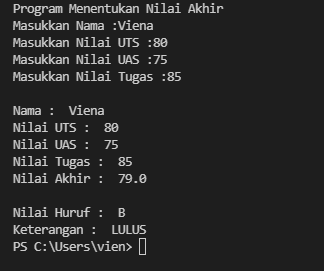 Program Menentukan Nilai Akhir
Masukkan Nama :Viena
Masukkan Nilai UTS :80
Masukkan Nilai UAS :75
Masukkan Nilai Tugas :85
Nama :  Viena
Nilai UTS :  80
Nilai UAS :  75
Nilai Tugas :  85
Nilai Akhir :  79.0
Nilai Huruf :  B
Keterangan :  LULUS
PS C:\Users\vien>